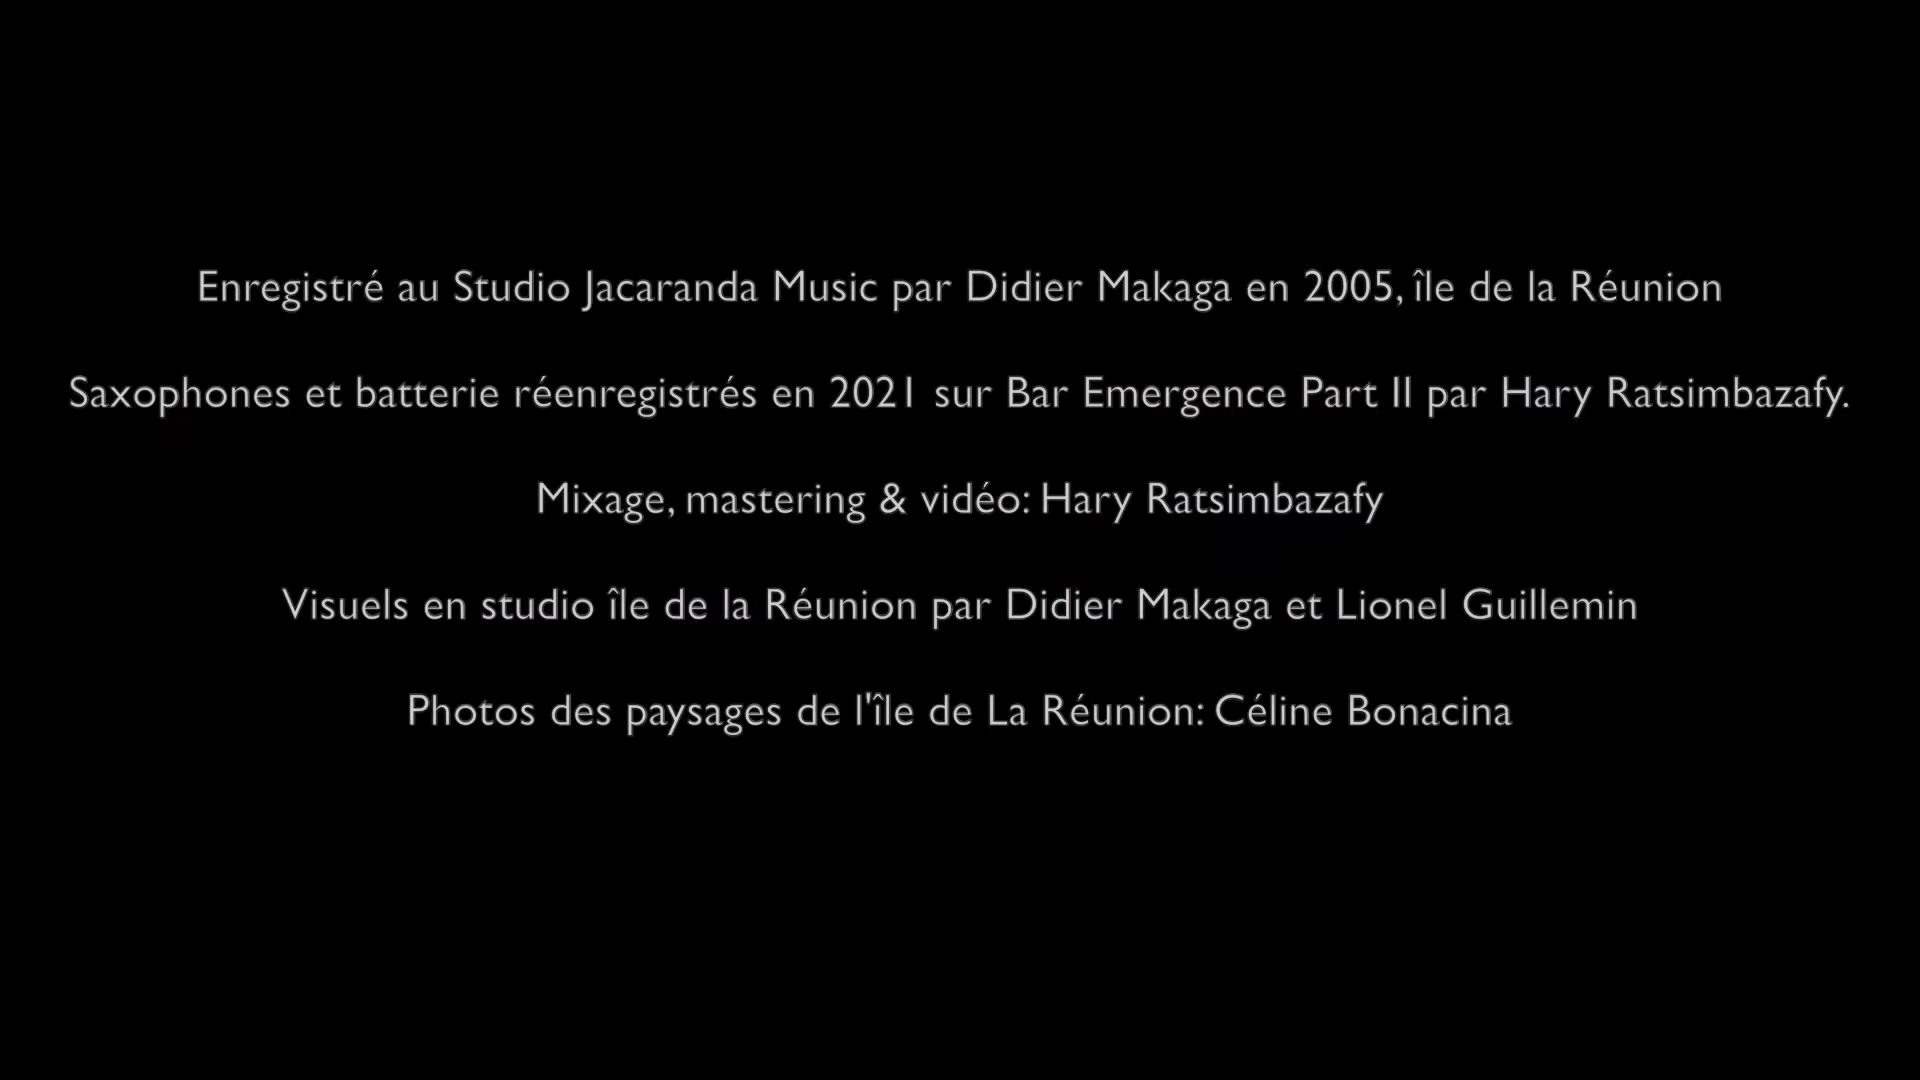 Enregistré au Studio Jacaranda Music par Didier Makaga en 2005, île de la Réunion
Saxophones et batterie réenregistrés en 2021 sur Bar Emergence Part II par Hary Ratsimbazafy.
Mixage, mastering & vidéo: Hary Ratsimbazafy
Visuels en studio île de la Réunion par Didier Makaga et Lionel Guillemin
Photos des paysages de l'île de La Réunion: Céline Bonacina